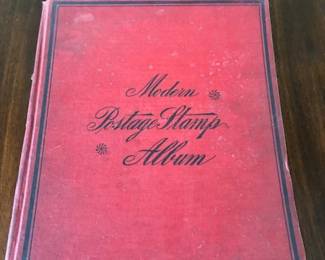 Modern
Postage Stamp
Album